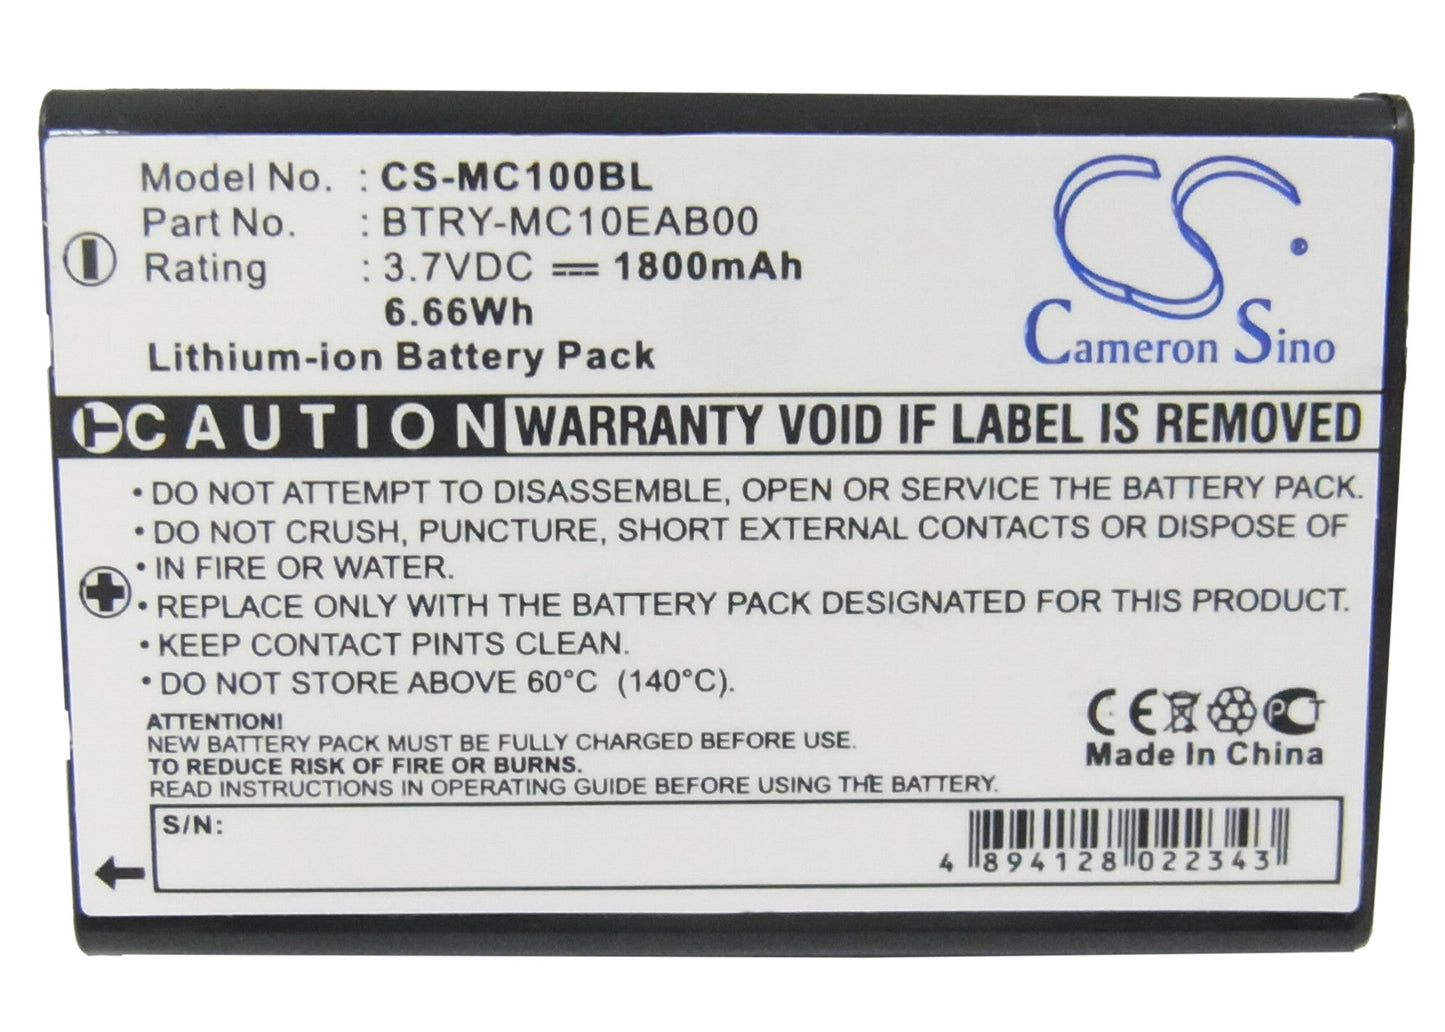 Model No. : CS-MC100BL
Part No. : BTRY-MC10EAB00
Rating : 3.7VDC ⎓ 1800mAh
6.66Wh
Lithium-ion Battery Pack
CS
Cameron Sino
CAUTION WARRANTY VOID IF LABEL IS REMOVED
• DO NOT ATTEMPT TO DISASSEMBLE, OPEN OR SERVICE THE BATTERY PACK.
• DO NOT CRUSH, PUNCTURE, SHORT EXTERNAL CONTACTS OR DISPOSE OF
• IN FIRE OR WATER.
• REPLACE ONLY WITH THE BATTERY PACK DESIGNATED FOR THIS PRODUCT.
• KEEP CONTACT PINTS CLEAN.
• DO NOT STORE ABOVE 60°C (140°C).
ATTENTION!
NEW BATTERY PACK MUST BE FULLY CHARGED BEFORE USE.
TO REDUCE RISK OF FIRE OR BURNS.
READ INSTRUCTIONS IN OPERATING GUIDE BEFORE USING THE BATTERY.
CE PCT
Made In China
S/N:
4 894128 022343